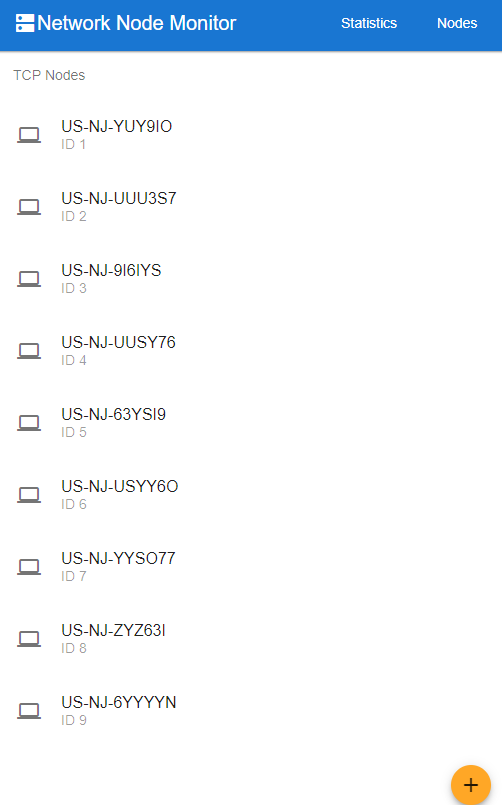 Network Node Monitor Statistics Nodes
TCP Nodes
US-NJ-YUY9IO
ID 1
US-NJ-UUU3S7
ID 2
US-NJ-9I6IYS
ID 3
US-NJ-UUSY76
ID 4
US-NJ-63YSI9
ID 5
US-NJ-USYY6O
ID 6
US-NJ-YYSO77
ID 7
US-NJ-ZYZ63I
ID 8
US-NJ-6YYYYN
ID 9
+